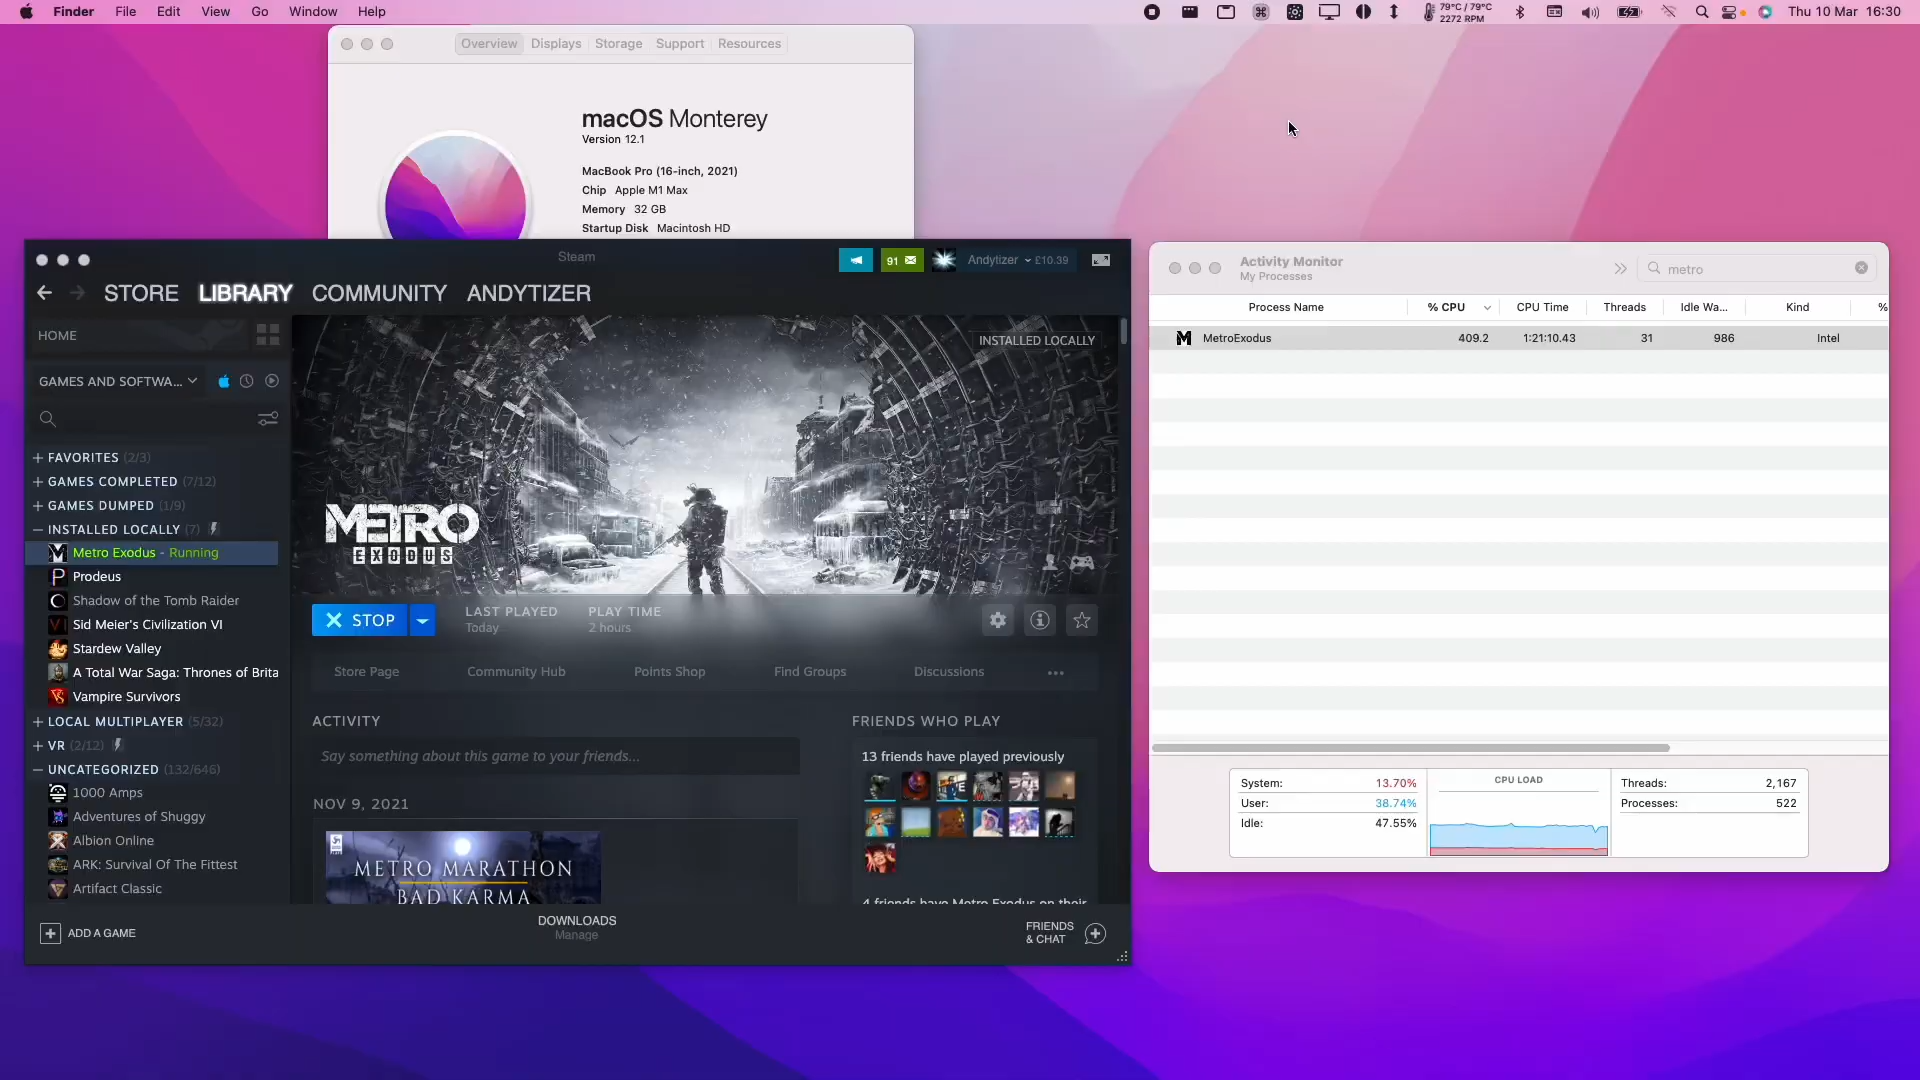 Finder File Edit View Go Window Help
79°C / 79°C
2272 RPM
Thu 10 Mar 16:30
Overview Displays Storage Support Resources
macOS Monterey
Version 12.1
MacBook Pro (16-inch, 2021)
Chip Apple M1 Max
Memory 32 GB
Startup Disk Macintosh HD
Steam
91
Andytizer £10.39
STORE LIBRARY COMMUNITY ANDYTIZER
HOME
GAMES AND SOFTWA...
FAVORITES (2/3)
GAMES COMPLETED (7/12)
GAMES DUMPED (1/9)
INSTALLED LOCALLY (7)
Metro Exodus - Running
Prodeus
Shadow of the Tomb Raider
Sid Meier's Civilization VI
Stardew Valley
A Total War Saga: Thrones of Brita
Vampire Survivors
LOCAL MULTIPLAYER (5/32)
VR (2/12)
UNCATEGORIZED (132/646)
1000 Amps
Adventures of Shuggy
Albion Online
ARK: Survival Of The Fittest
Artifact Classic
ADD A GAME
INSTALLED LOCALLY
METRO
EXODUS
STOP
LAST PLAYED
Today
PLAY TIME
2 hours
Store Page Community Hub Points Shop Find Groups Discussions
ACTIVITY
Say something about this game to your friends...
NOV 9, 2021
METRO MARATHON
BAD KARMA
FRIENDS WHO PLAY
13 friends have played previously
4 friends have Metro Exodus on their
DOWNLOADS
Manage
FRIENDS
& CHAT
Activity Monitor
My Processes
metro
Process Name % CPU CPU Time Threads Idle Wa... Kind %
MetroExodus 409.2 1:21:10.43 31 986 Intel
System: 13.70%
User: 38.74%
Idle: 47.55%
CPU LOAD
Threads: 2,167
Processes: 522